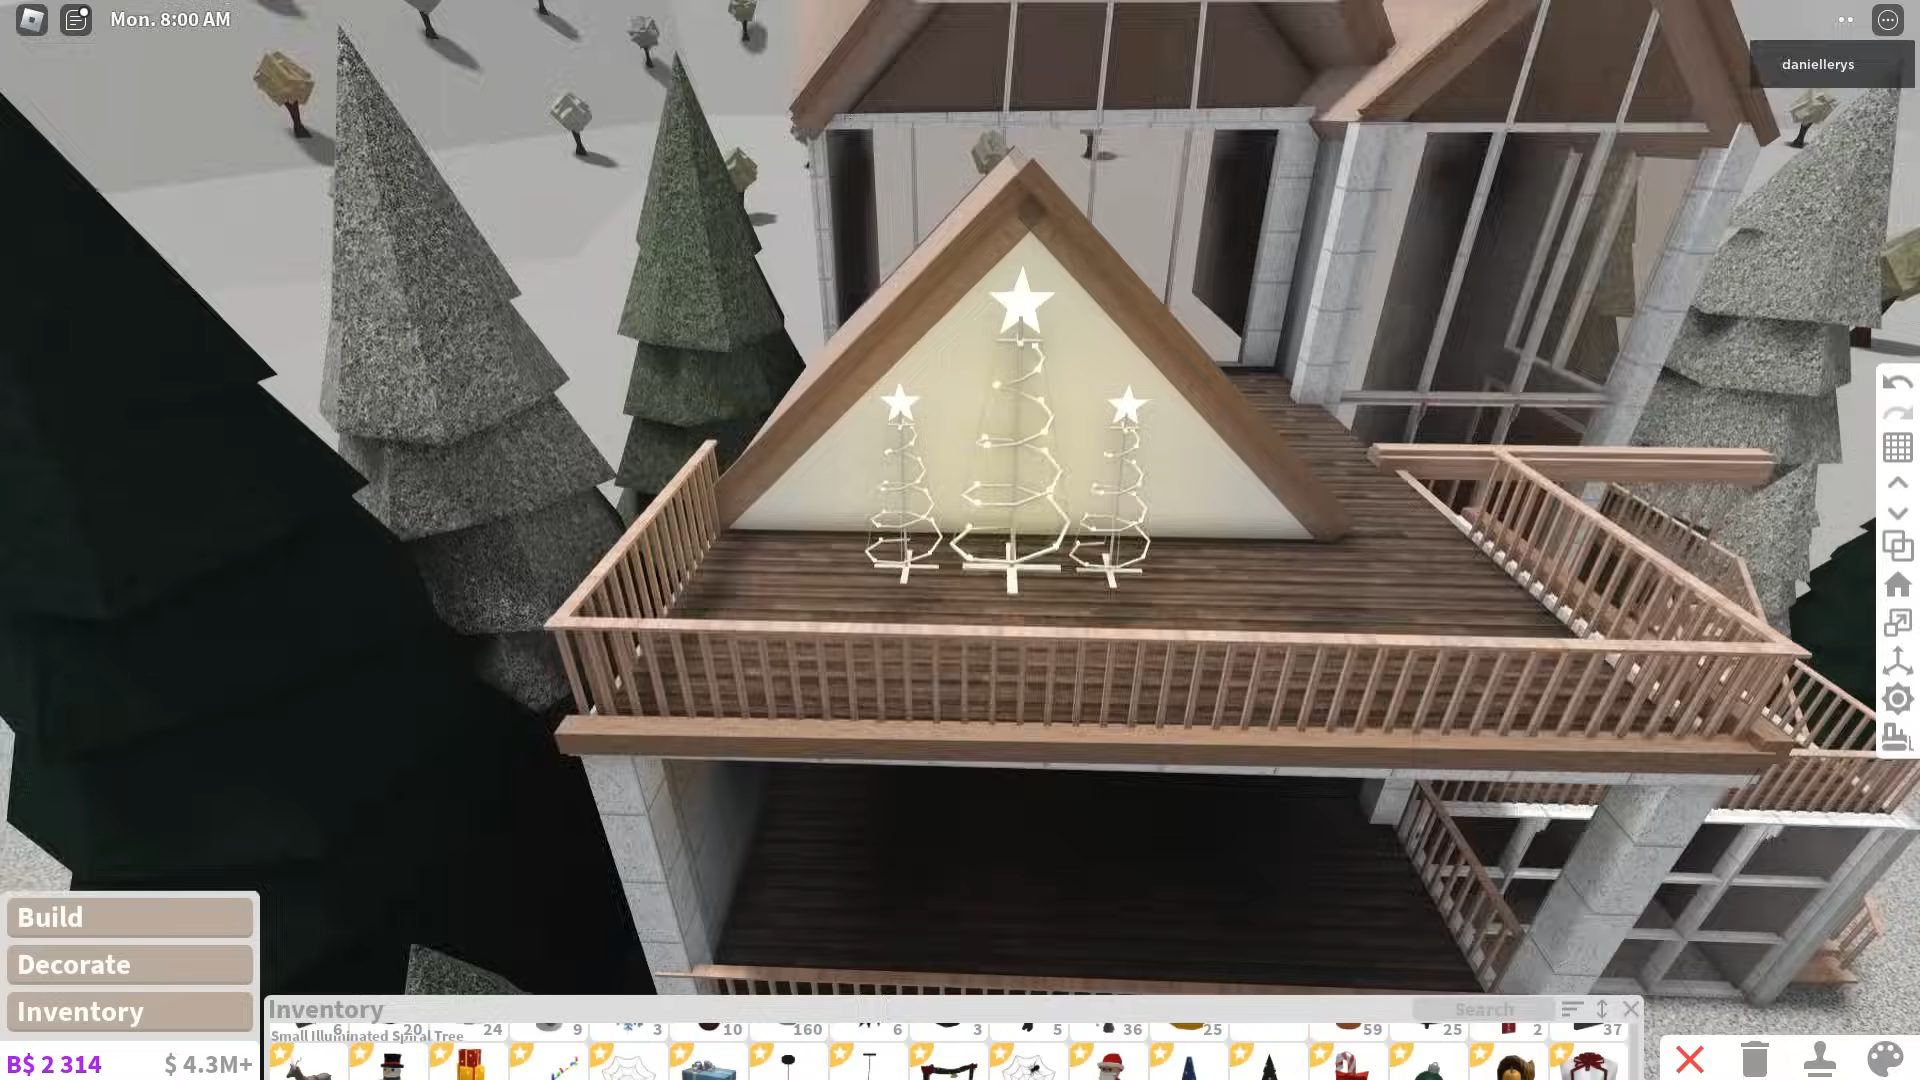 Mon. 8:00 AM
daniellerys
Build
Decorate
Inventory
B$ 2 314
$ 4.3M+
Inventory
Search
6 20 24 9 3 10 160 6 3 5 36 25 59 25 2 37
Small Illuminated Spiral Tree